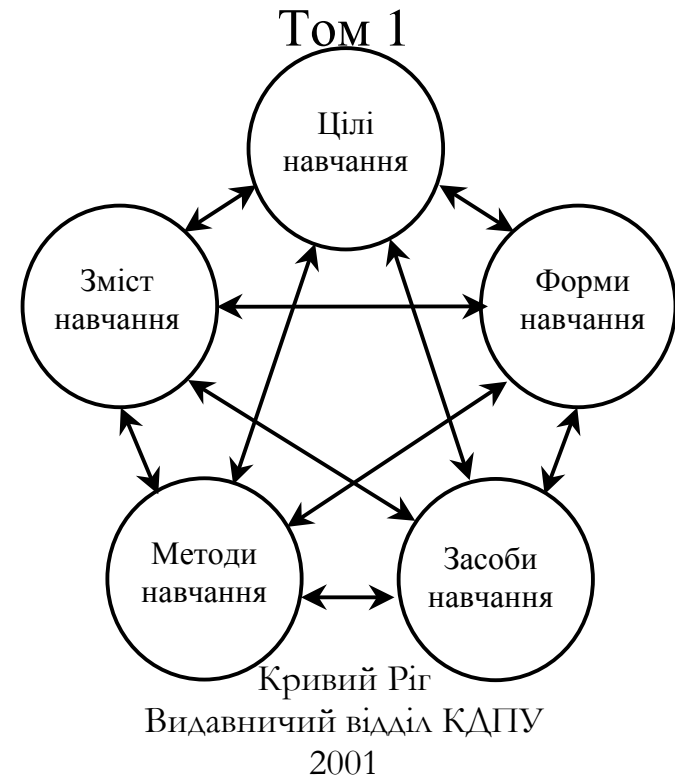 Том 1
Цілі
навчання
Зміст
навчання
Форми
навчання
Методи
навчання
Засоби
навчання
Кривий Ріг
Видавничий відділ КДПУ
2001